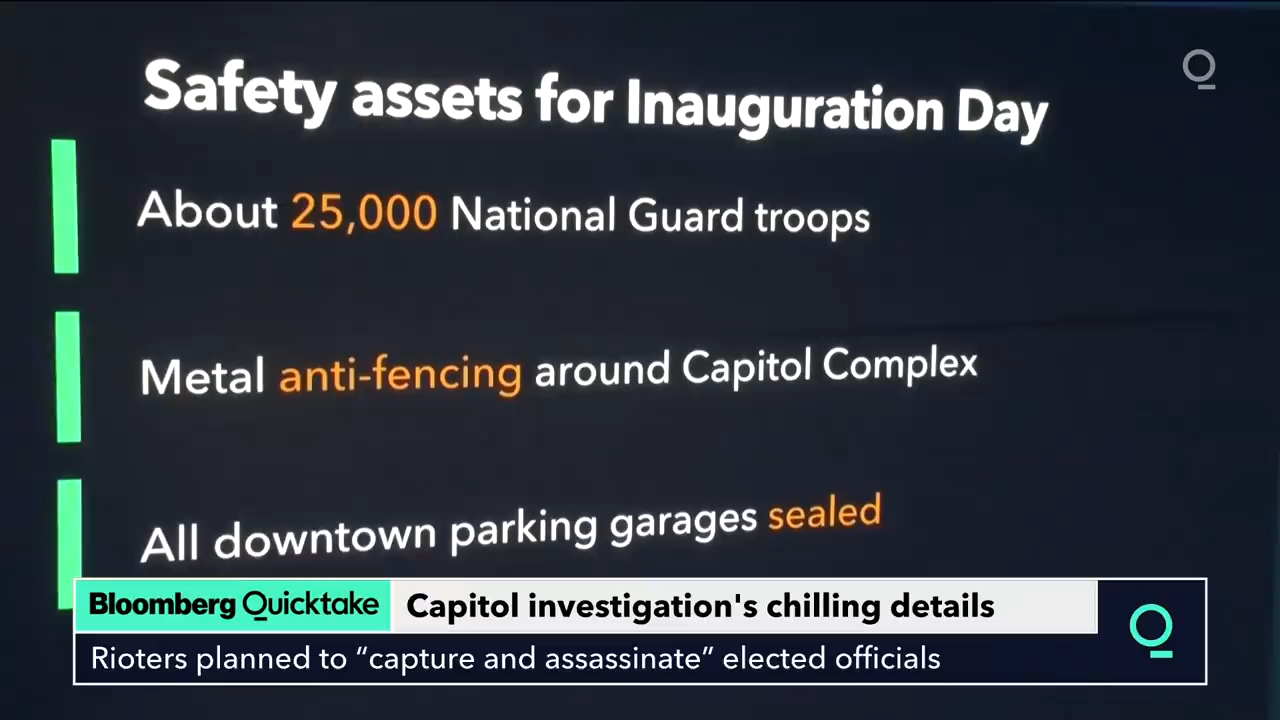 Safety assets for Inauguration Day
About 25,000 National Guard troops
Metal anti-fencing around Capitol Complex
All downtown parking garages sealed
Bloomberg Quicktake
Capitol investigation's chilling details
Rioters planned to “capture and assassinate” elected officials